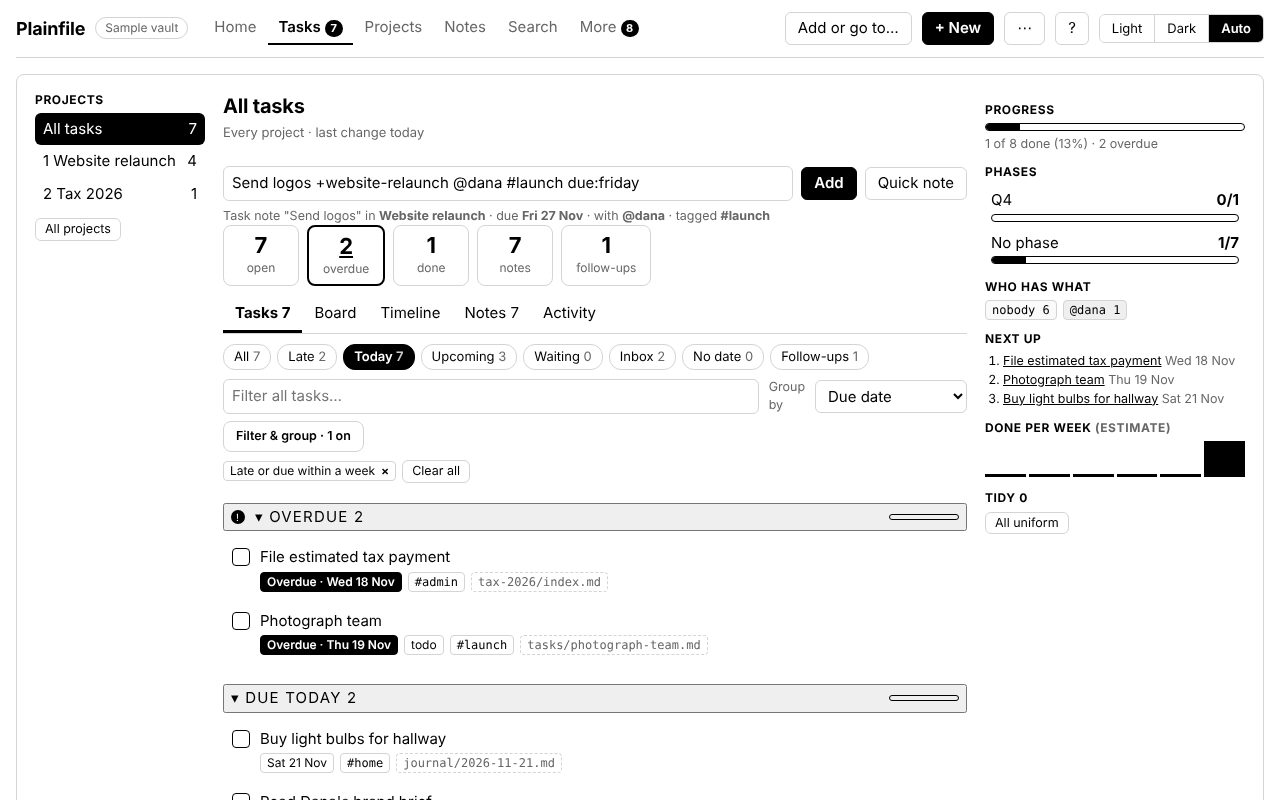 Plainfile Sample vault Home Tasks 7 Projects Notes Search More 8 Add or go to... + New ... ? Light Dark Auto
PROJECTS
All tasks 7
1 Website relaunch 4
2 Tax 2026 1
All projects
All tasks
Every project · last change today
Send logos +website-relaunch @dana #launch due:friday Add Quick note
Task note "Send logos" in Website relaunch · due Fri 27 Nov · with @dana · tagged #launch
7 open
2 overdue
1 done
7 notes
1 follow-ups
Tasks 7 Board Timeline Notes 7 Activity
All 7 Late 2 Today 7 Upcoming 3 Waiting 0 Inbox 2 No date 0 Follow-ups 1
Filter all tasks... Group by Due date
Filter & group · 1 on
Late or due within a week × Clear all
! ▾ OVERDUE 2
File estimated tax payment
Overdue · Wed 18 Nov #admin tax-2026/index.md
Photograph team
Overdue · Thu 19 Nov todo #launch tasks/photograph-team.md
▾ DUE TODAY 2
Buy light bulbs for hallway
Sat 21 Nov #home journal/2026-11-21.md
PROGRESS
1 of 8 done (13%) · 2 overdue
PHASES
Q4 0/1
No phase 1/7
WHO HAS WHAT
nobody 6 @dana 1
NEXT UP
1. File estimated tax payment Wed 18 Nov
2. Photograph team Thu 19 Nov
3. Buy light bulbs for hallway Sat 21 Nov
DONE PER WEEK (ESTIMATE)
TIDY 0
All uniform